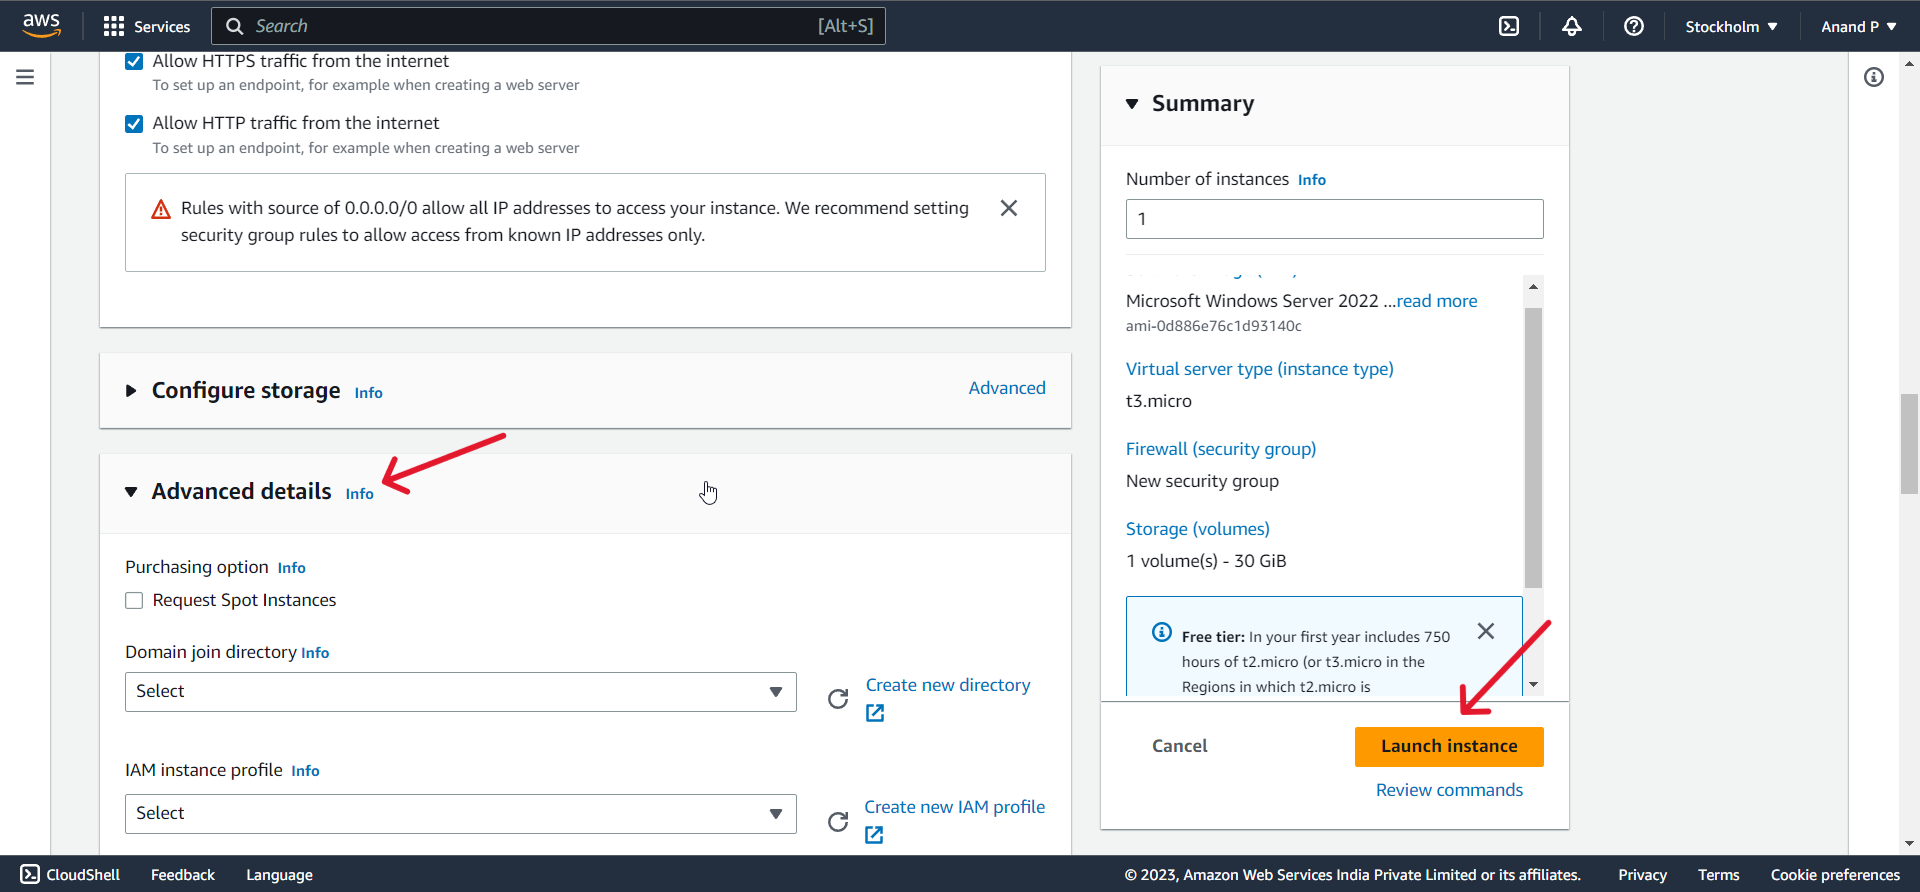 aws
Services
Search
[Alt+S]
Stockholm
Anand P
Allow HTTPS traffic from the internet
To set up an endpoint, for example when creating a web server
Allow HTTP traffic from the internet
To set up an endpoint, for example when creating a web server
Rules with source of 0.0.0.0/0 allow all IP addresses to access your instance. We recommend setting
security group rules to allow access from known IP addresses only.
Configure storage Info
Advanced
Advanced details Info
Purchasing option Info
Request Spot Instances
Domain join directory Info
Select
Create new directory
IAM instance profile Info
Select
Create new IAM profile
Summary
Number of instances Info
1
Microsoft Windows Server 2022 ...read more
ami-0d886e76c1d93140c
Virtual server type (instance type)
t3.micro
Firewall (security group)
New security group
Storage (volumes)
1 volume(s) - 30 GiB
Free tier: In your first year includes 750
hours of t2.micro (or t3.micro in the
Regions in which t2.micro is
Cancel
Launch instance
Review commands
CloudShell
Feedback
Language
© 2023, Amazon Web Services India Private Limited or its affiliates.
Privacy
Terms
Cookie preferences